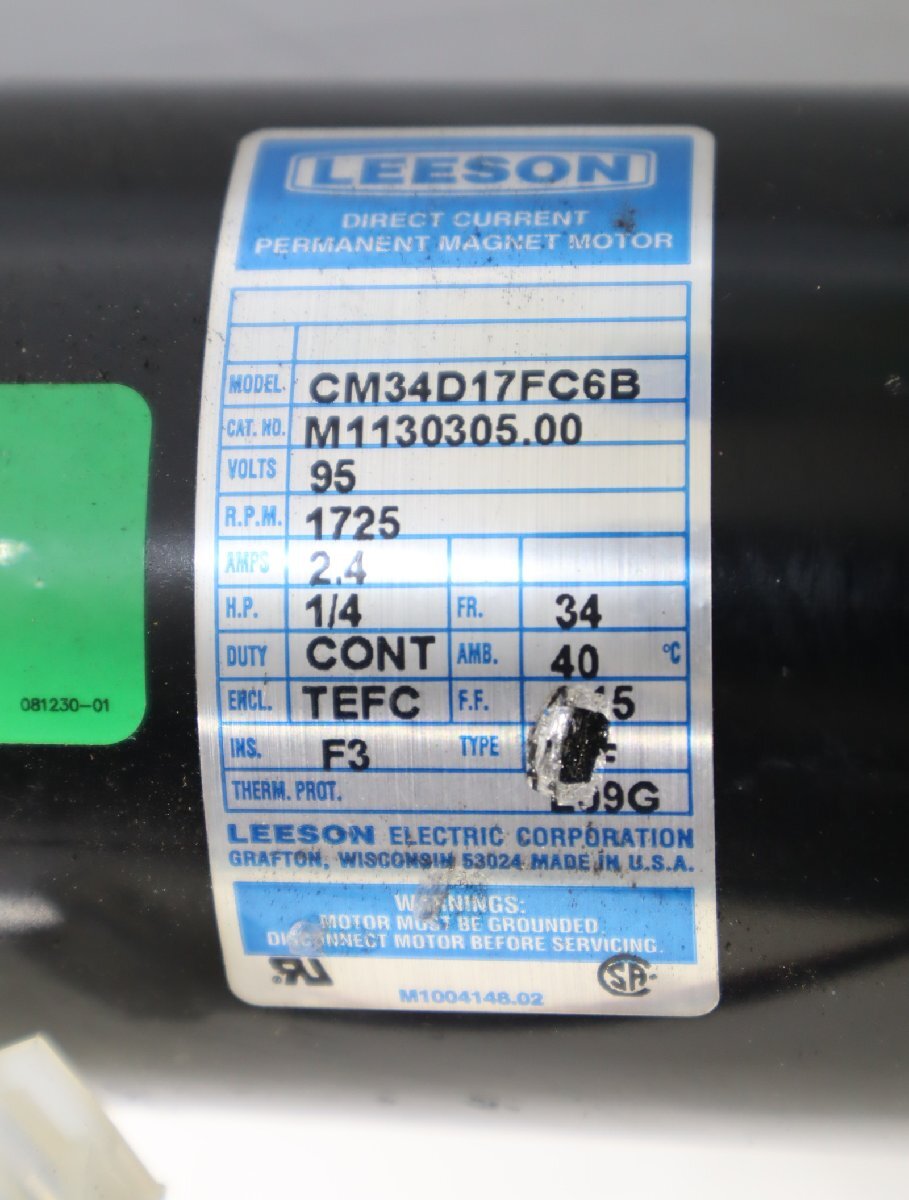 LEESON
DIRECT CURRENT
PERMANENT MAGNET MOTOR
MODEL CM34D17FC6B
CAT. NO. M1130305.00
VOLTS 95
R.P.M. 1725
AMPS 2.4
H.P. 1/4 FR. 34
DUTY CONT AMB. 40 °C
ENCL. TEFC F.F.
INS. F3 TYPE
THERM. PROT.
LEESON ELECTRIC CORPORATION
GRAFTON, WISCONSIN 53024 MADE IN U.S.A.
WARNINGS:
MOTOR MUST BE GROUNDED
DISCONNECT MOTOR BEFORE SERVICING.
RU
SA
M1004148.02
081230-01